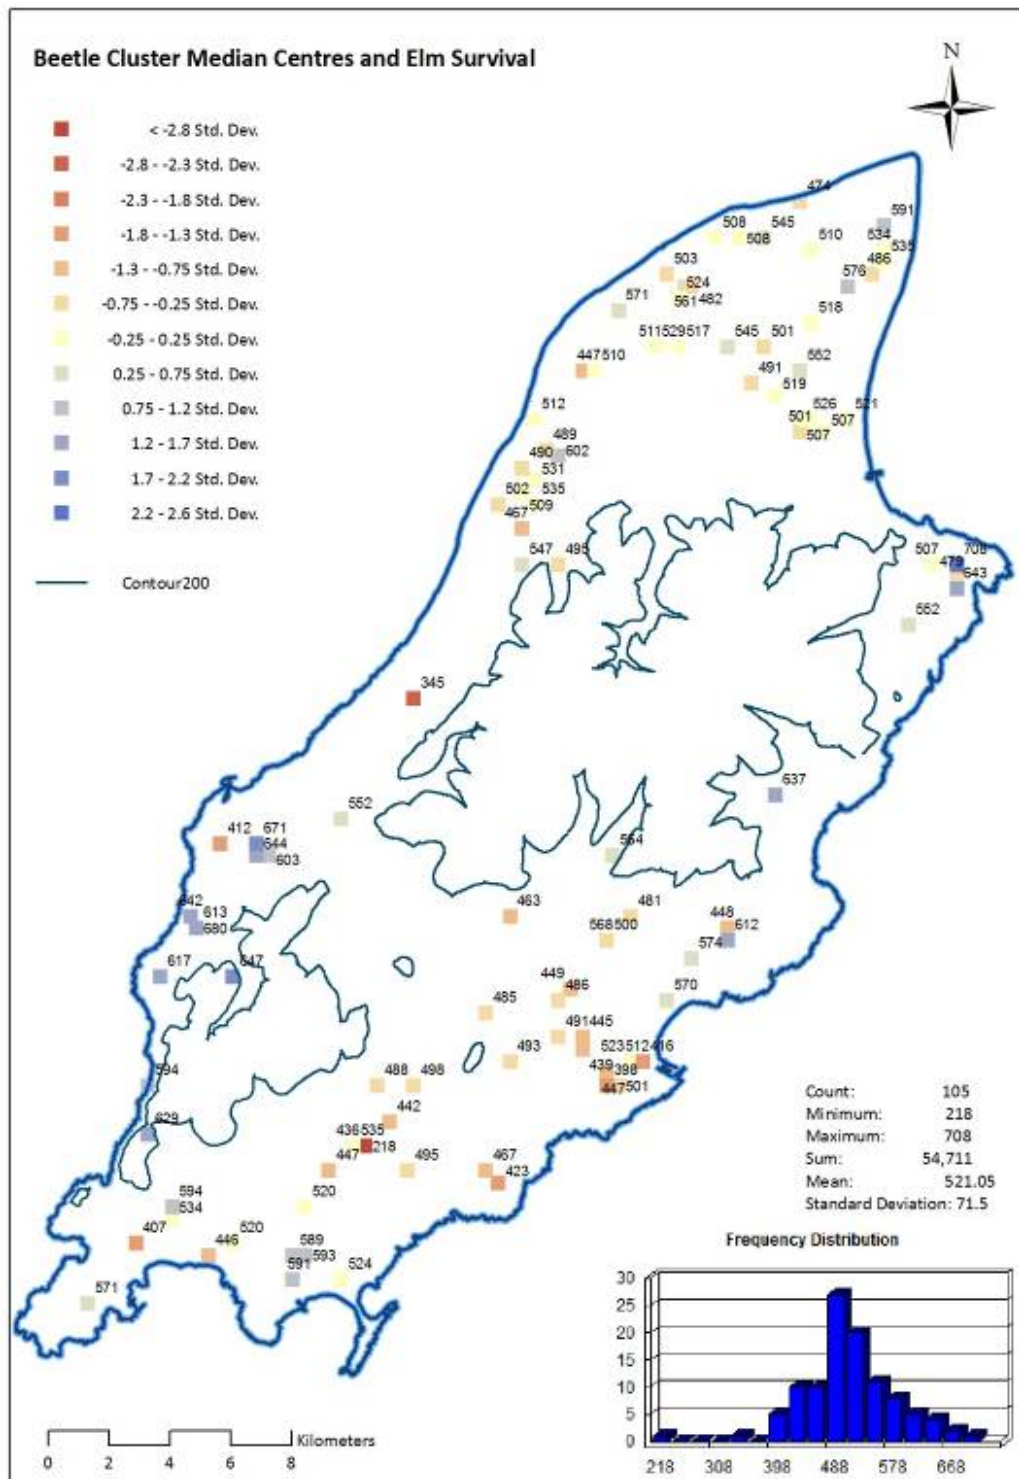 Beetle Cluster Median Centres and Elm Survival
N
< -2.8 Std. Dev.
-2.8 - -2.3 Std. Dev.
-2.3 - -1.8 Std. Dev.
-1.8 - -1.3 Std. Dev.
-1.3 - -0.75 Std. Dev.
-0.75 - -0.25 Std. Dev.
-0.25 - 0.25 Std. Dev.
0.25 - 0.75 Std. Dev.
0.75 - 1.2 Std. Dev.
1.2 - 1.7 Std. Dev.
1.7 - 2.2 Std. Dev.
2.2 - 2.6 Std. Dev.
Contour200
474
591
508 545
534
508 510 535
503 486
576
524
571 561 482
518
511 529 517 545 501
447 510 552
491
519
512 526 521
501 507
489 507
490 602
531
502 535
509
467
547 495 507 708
479
643
552
345
637
552
412 671
644
603
564
642 613 463 481
680 568 500 448
612
574
617 647
449 486 570
485
491 445
493 523 512 416
439 398
594 488 498 447 501
442
629
436 535
218
447 495 467
423
594 520
534
407 446 520 589
593
591 524
571
Count: 105
Minimum: 218
Maximum: 708
Sum: 54,711
Mean: 521.05
Standard Deviation: 71.5
Frequency Distribution
30
25
20
15
10
5
0
218 308 398 488 578 668
Kilometers
0 2 4 6 8